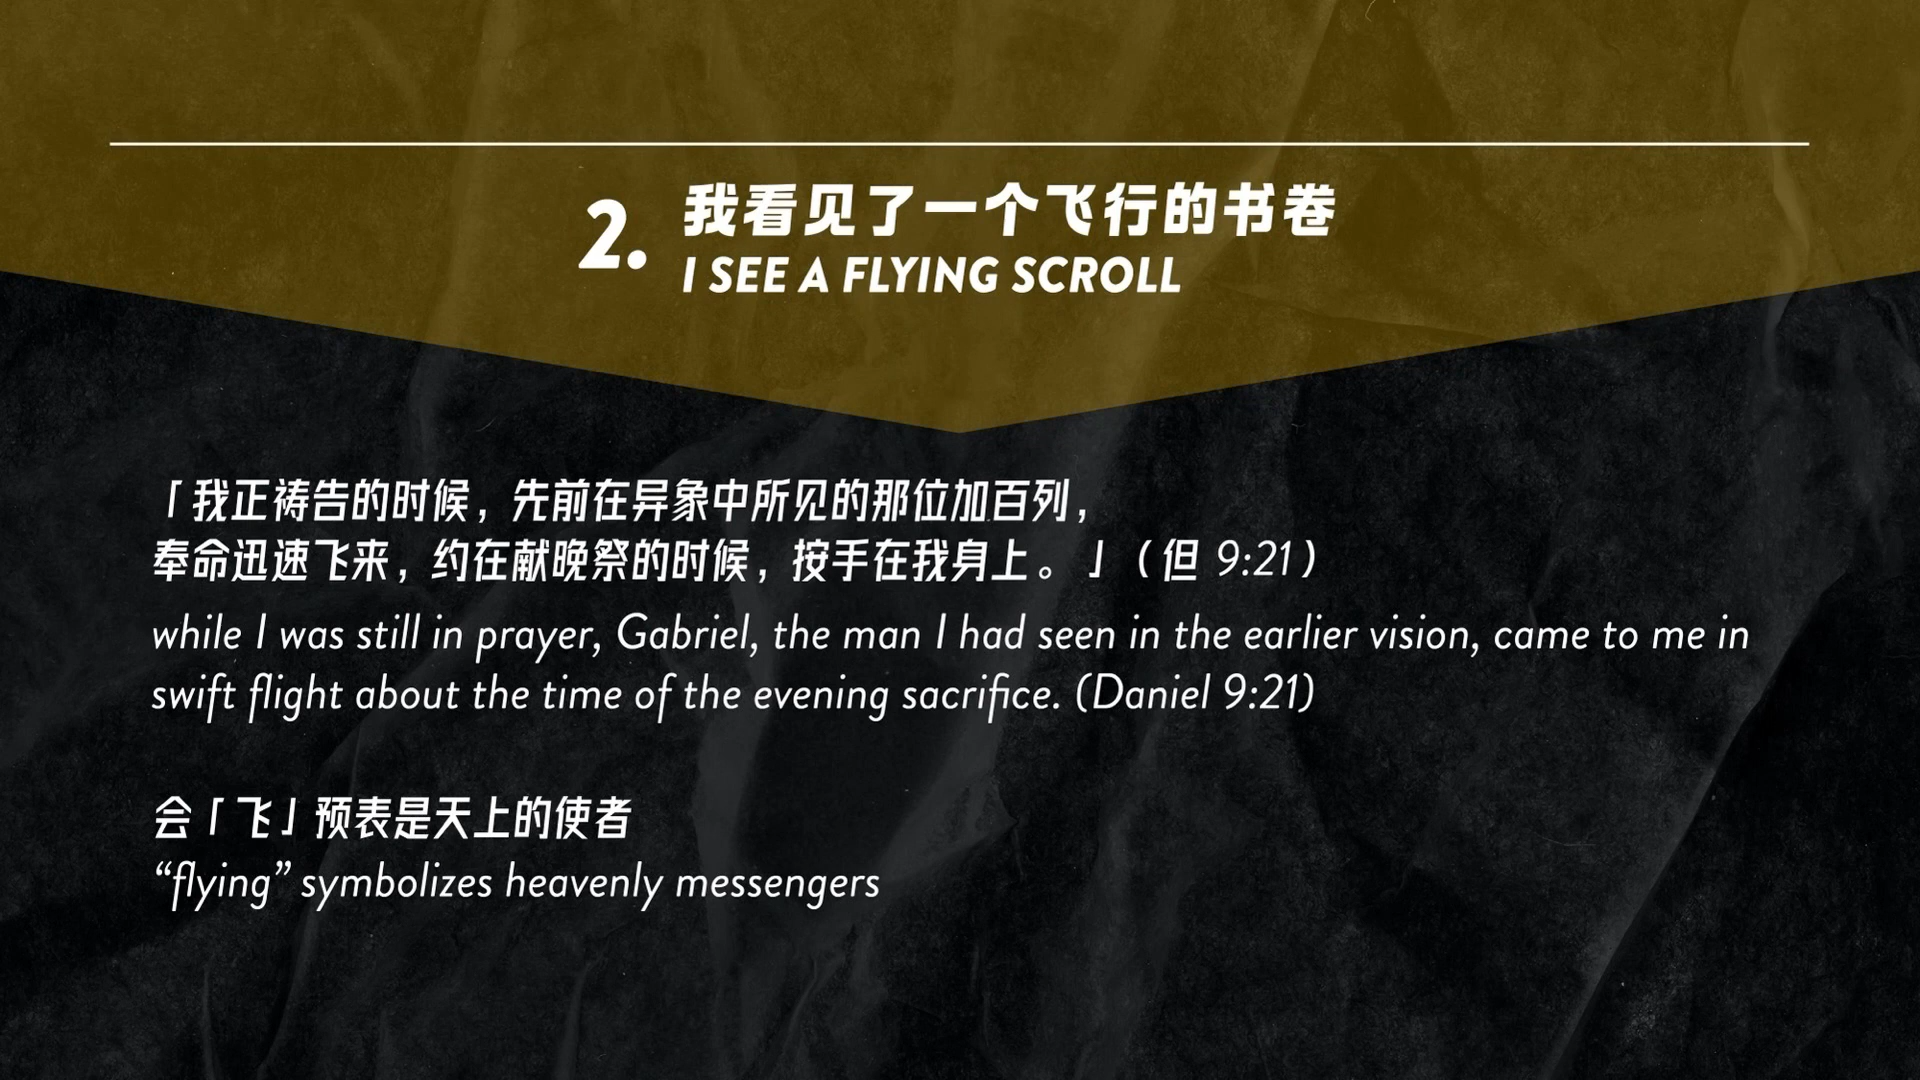 2.
我看见了一个飞行的书卷
I SEE A FLYING SCROLL
「我正祷告的时候，先前在异象中所见的那位加百列，
奉命迅速飞来，约在献晚祭的时候，按手在我身上。」（但 9:21）
while I was still in prayer, Gabriel, the man I had seen in the earlier vision, came to me in
swift flight about the time of the evening sacrifice. (Daniel 9:21)
会「飞」预表是天上的使者
“flying” symbolizes heavenly messengers